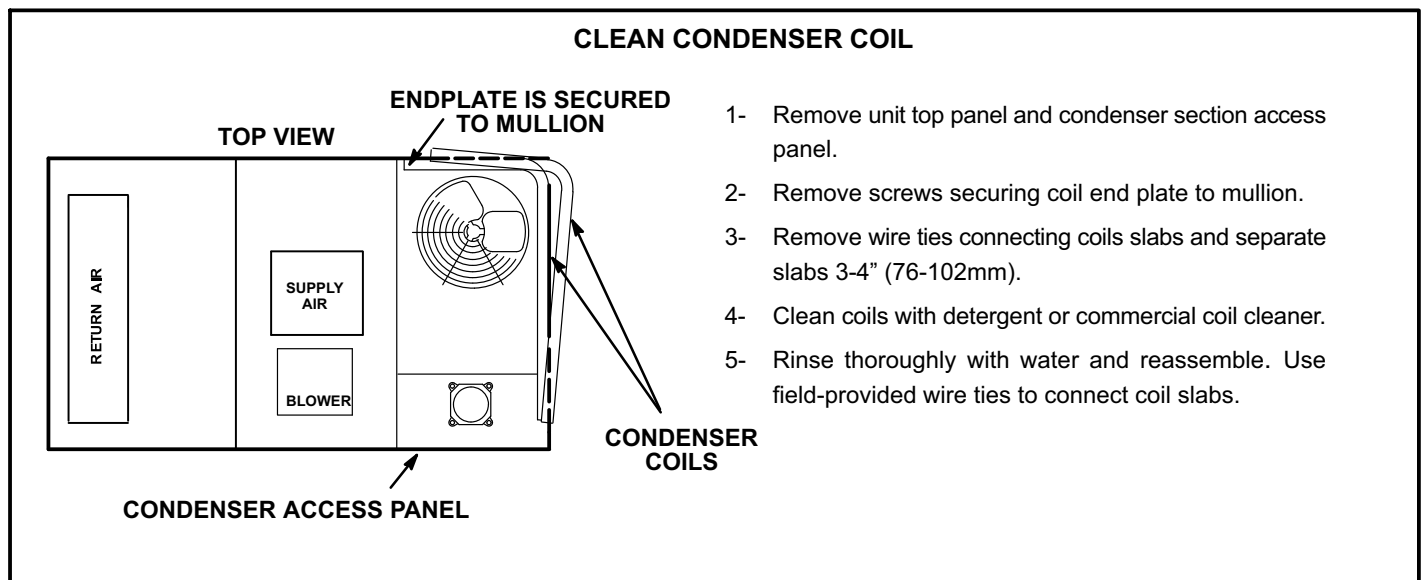 CLEAN CONDENSER COIL
ENDPLATE IS SECURED
TO MULLION
TOP VIEW
RETURN AIR
SUPPLY
AIR
BLOWER
CONDENSER
COILS
CONDENSER ACCESS PANEL
1- Remove unit top panel and condenser section access
panel.
2- Remove screws securing coil end plate to mullion.
3- Remove wire ties connecting coils slabs and separate
slabs 3-4” (76-102mm).
4- Clean coils with detergent or commercial coil cleaner.
5- Rinse thoroughly with water and reassemble. Use
field-provided wire ties to connect coil slabs.